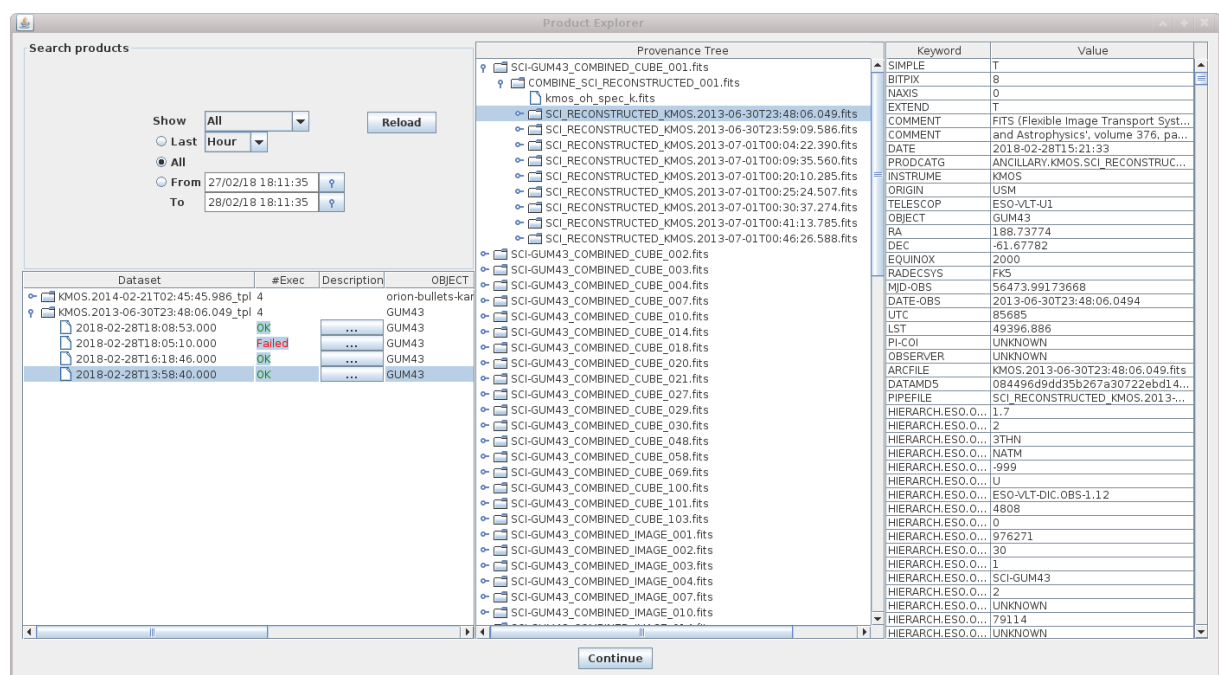 Product Explorer
Search products
Show All Reload
Last Hour
All
From 27/02/18 18:11:35
To 28/02/18 18:11:35
Dataset #Exec Description OBJECT
KMOS.2014-02-21T02:45:45.986_tpl 4 orion-bullets-kar
KMOS.2013-06-30T23:48:06.049_tpl 4 GUM43
2018-02-28T18:08:53.000 OK ... GUM43
2018-02-28T18:05:10.000 Failed ... GUM43
2018-02-28T16:18:46.000 OK ... GUM43
2018-02-28T13:58:40.000 OK ... GUM43
Provenance Tree
SCI-GUM43_COMBINED_CUBE_001.fits
COMBINE_SCI_RECONSTRUCTED_001.fits
kmos_oh_spec_k.fits
SCI_RECONSTRUCTED_KMOS.2013-06-30T23:48:06.049.fits
SCI_RECONSTRUCTED_KMOS.2013-06-30T23:59:09.586.fits
SCI_RECONSTRUCTED_KMOS.2013-07-01T00:04:22.390.fits
SCI_RECONSTRUCTED_KMOS.2013-07-01T00:09:35.560.fits
SCI_RECONSTRUCTED_KMOS.2013-07-01T00:20:10.285.fits
SCI_RECONSTRUCTED_KMOS.2013-07-01T00:25:24.507.fits
SCI_RECONSTRUCTED_KMOS.2013-07-01T00:30:37.274.fits
SCI_RECONSTRUCTED_KMOS.2013-07-01T00:41:13.785.fits
SCI_RECONSTRUCTED_KMOS.2013-07-01T00:46:26.588.fits
SCI-GUM43_COMBINED_CUBE_002.fits
SCI-GUM43_COMBINED_CUBE_003.fits
SCI-GUM43_COMBINED_CUBE_004.fits
SCI-GUM43_COMBINED_CUBE_007.fits
SCI-GUM43_COMBINED_CUBE_010.fits
SCI-GUM43_COMBINED_CUBE_014.fits
SCI-GUM43_COMBINED_CUBE_018.fits
SCI-GUM43_COMBINED_CUBE_020.fits
SCI-GUM43_COMBINED_CUBE_021.fits
SCI-GUM43_COMBINED_CUBE_027.fits
SCI-GUM43_COMBINED_CUBE_029.fits
SCI-GUM43_COMBINED_CUBE_030.fits
SCI-GUM43_COMBINED_CUBE_048.fits
SCI-GUM43_COMBINED_CUBE_058.fits
SCI-GUM43_COMBINED_CUBE_069.fits
SCI-GUM43_COMBINED_CUBE_100.fits
SCI-GUM43_COMBINED_CUBE_101.fits
SCI-GUM43_COMBINED_CUBE_103.fits
SCI-GUM43_COMBINED_IMAGE_001.fits
SCI-GUM43_COMBINED_IMAGE_002.fits
SCI-GUM43_COMBINED_IMAGE_003.fits
SCI-GUM43_COMBINED_IMAGE_004.fits
SCI-GUM43_COMBINED_IMAGE_007.fits
SCI-GUM43_COMBINED_IMAGE_010.fits
Keyword Value
SIMPLE T
BITPIX 8
NAXIS 0
EXTEND T
COMMENT FITS (Flexible Image Transport Syst...
COMMENT and Astrophysics', volume 376, pa...
DATE 2018-02-28T15:21:33
PRODCATG ANCILLARY.KMOS.SCI_RECONSTRUC...
INSTRUME KMOS
ORIGIN USM
TELESCOP ESO-VLT-U1
OBJECT GUM43
RA 188.73774
DEC -61.67782
EQUINOX 2000
RADECSYS FK5
MJD-OBS 56473.99173668
DATE-OBS 2013-06-30T23:48:06.0494
UTC 85685
LST 49396.886
PI-COI UNKNOWN
OBSERVER UNKNOWN
ARCFILE KMOS.2013-06-30T23:48:06.049.fits
DATAMD5 084496d9dd35b267a30722ebd14...
PIPEFILE SCI_RECONSTRUCTED_KMOS.2013-...
HIERARCH.ESO.O... 1.7
HIERARCH.ESO.O... 2
HIERARCH.ESO.O... 3THN
HIERARCH.ESO.O... NATM
HIERARCH.ESO.O... -999
HIERARCH.ESO.O... U
HIERARCH.ESO.O... ESO-VLT-DIC.OBS-1.12
HIERARCH.ESO.O... 4808
HIERARCH.ESO.O... 0
HIERARCH.ESO.O... 976271
HIERARCH.ESO.O... 30
HIERARCH.ESO.O... 1
HIERARCH.ESO.O... SCI-GUM43
HIERARCH.ESO.O... 2
HIERARCH.ESO.O... UNKNOWN
HIERARCH.ESO.O... 79114
HIERARCH.ESO.O... UNKNOWN
Continue